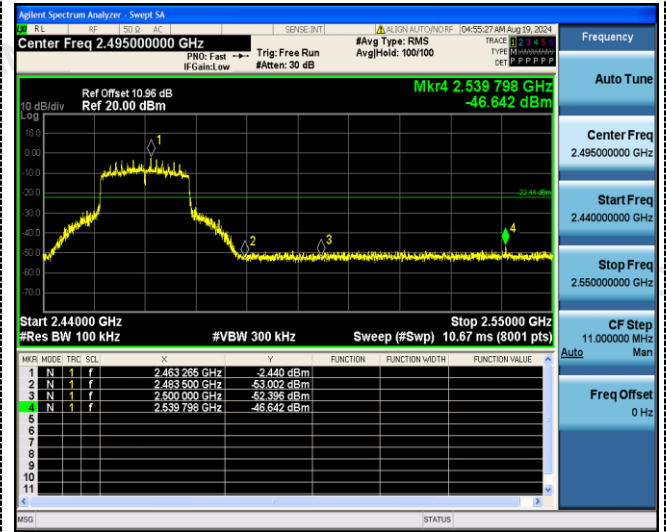 Agilent Spectrum Analyzer - Swept SA
RL RF 50 Ω AC SENSE:INT ALIGN AUTO/NO RF 04:55:27 AM Aug 19, 2024
Center Freq 2.495000000 GHz
PNO: Fast Trig: Free Run
IFGain:Low #Atten: 30 dB
#Avg Type: RMS
Avg|Hold: 100/100
TRACE 1 2 3 4 5 6
TYPE M
DET P P P P P P
Mkr4 2.539 798 GHz
-46.642 dBm
Ref Offset 10.96 dB
10 dB/div Ref 20.00 dBm
Log
10.0
0.00
-10.0
-20.0
-30.0
-40.0
-50.0
-60.0
-70.0
1
2
3
4
-22.44 dBm
Start 2.44000 GHz Stop 2.55000 GHz
#Res BW 100 kHz #VBW 300 kHz Sweep (#Swp) 10.67 ms (8001 pts)
MKR MODE TRC SCL X Y FUNCTION FUNCTION WIDTH FUNCTION VALUE
1 N 1 f 2.463 265 GHz -2.440 dBm
2 N 1 f 2.483 500 GHz -53.002 dBm
3 N 1 f 2.500 000 GHz -52.396 dBm
4 N 1 f 2.539 798 GHz -46.642 dBm
5
6
7
8
9
10
11
MSG STATUS
Frequency
Auto Tune
Center Freq
2.495000000 GHz
Start Freq
2.440000000 GHz
Stop Freq
2.550000000 GHz
CF Step
11.000000 MHz
Auto Man
Freq Offset
0 Hz